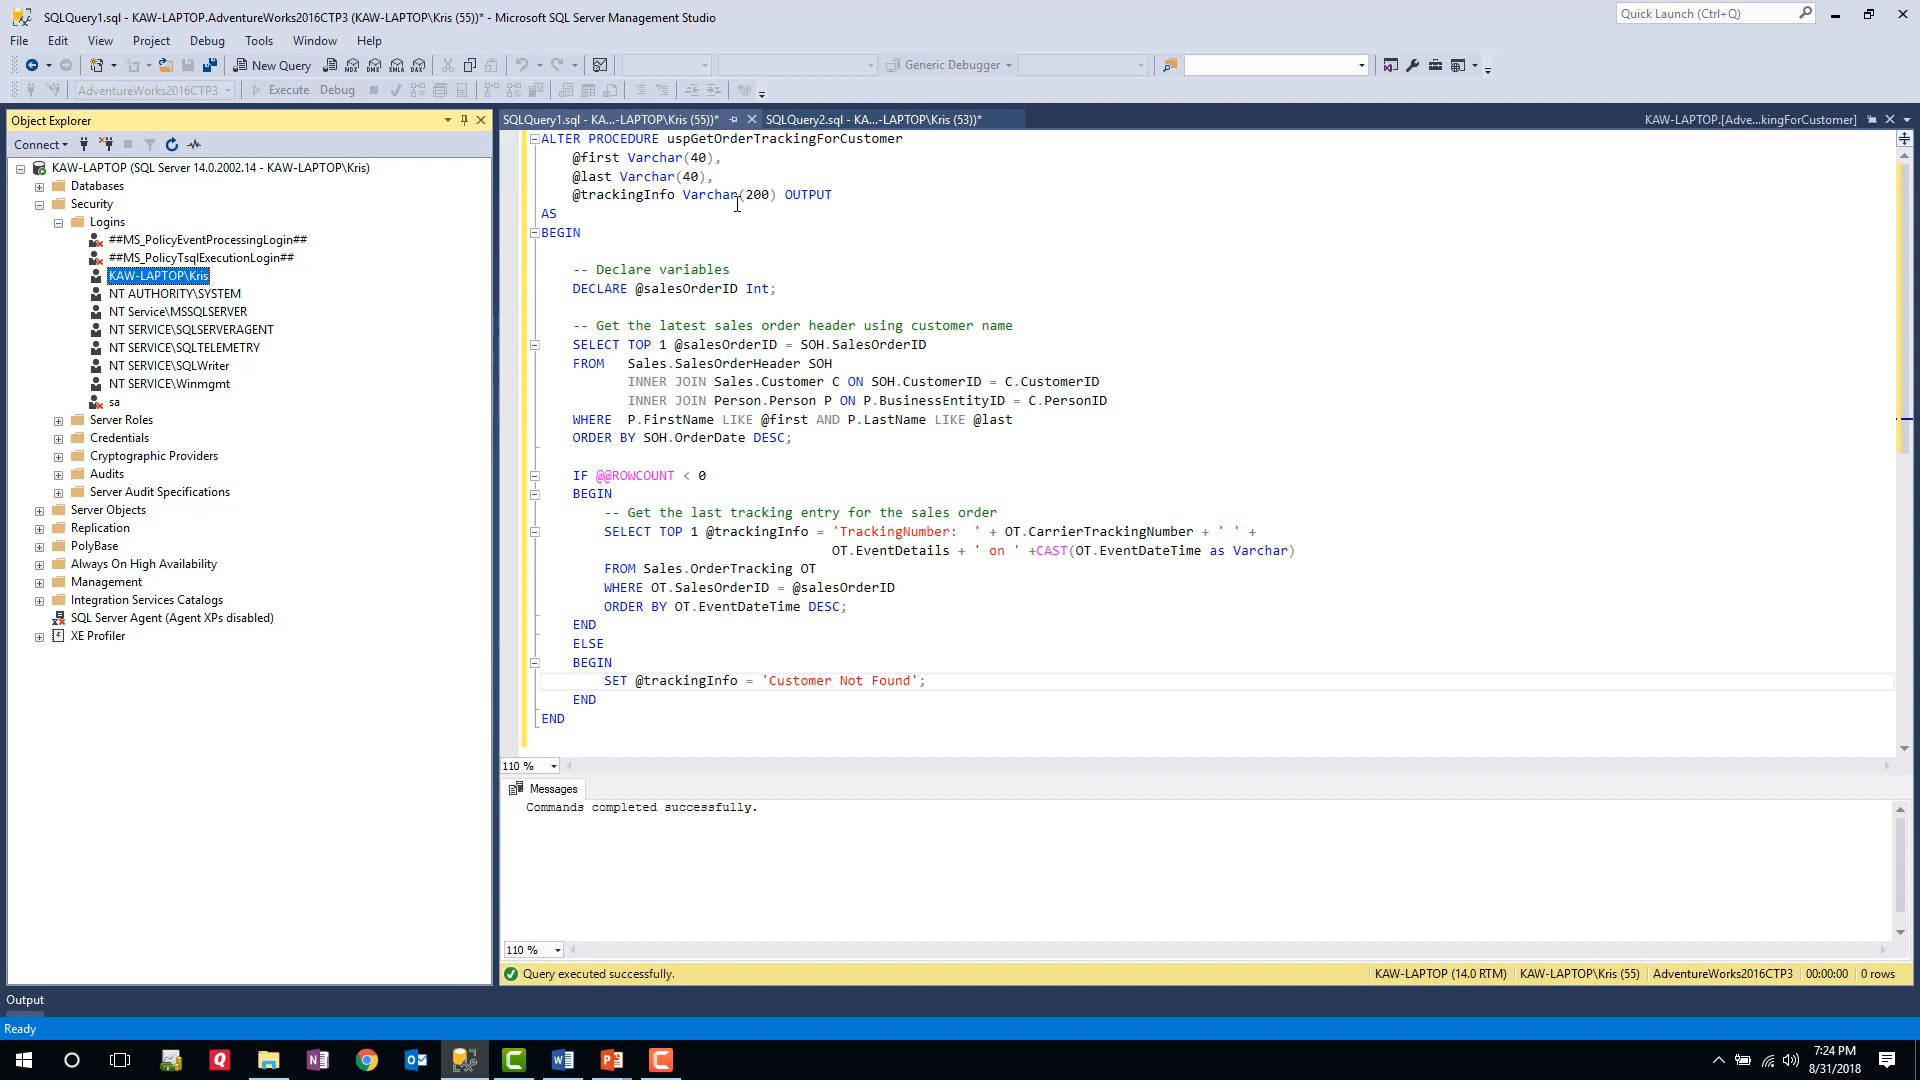 SQLQuery1.sql - KAW-LAPTOP.AdventureWorks2016CTP3 (KAW-LAPTOP\Kris (55))* - Microsoft SQL Server Management Studio
Quick Launch (Ctrl+Q)
File Edit View Project Debug Tools Window Help
New Query
MDX DMX XMLA DAX
Generic Debugger
AdventureWorks2016CTP3
Execute Debug
Object Explorer
Connect
KAW-LAPTOP (SQL Server 14.0.2002.14 - KAW-LAPTOP\Kris)
Databases
Security
Logins
##MS_PolicyEventProcessingLogin##
##MS_PolicyTsqlExecutionLogin##
KAW-LAPTOP\Kris
NT AUTHORITY\SYSTEM
NT Service\MSSQLSERVER
NT SERVICE\SQLSERVERAGENT
NT SERVICE\SQLTELEMETRY
NT SERVICE\SQLWriter
NT SERVICE\Winmgmt
sa
Server Roles
Credentials
Cryptographic Providers
Audits
Server Audit Specifications
Server Objects
Replication
PolyBase
Always On High Availability
Management
Integration Services Catalogs
SQL Server Agent (Agent XPs disabled)
XE Profiler
SQLQuery1.sql - KA...-LAPTOP\Kris (55))* SQLQuery2.sql - KA...-LAPTOP\Kris (53))* KAW-LAPTOP.[Adve...kingForCustomer]
ALTER PROCEDURE uspGetOrderTrackingForCustomer
@first Varchar(40),
@last Varchar(40),
@trackingInfo Varchar(200) OUTPUT
AS
BEGIN
-- Declare variables
DECLARE @salesOrderID Int;
-- Get the latest sales order header using customer name
SELECT TOP 1 @salesOrderID = SOH.SalesOrderID
FROM Sales.SalesOrderHeader SOH
INNER JOIN Sales.Customer C ON SOH.CustomerID = C.CustomerID
INNER JOIN Person.Person P ON P.BusinessEntityID = C.PersonID
WHERE P.FirstName LIKE @first AND P.LastName LIKE @last
ORDER BY SOH.OrderDate DESC;
IF @@ROWCOUNT < 0
BEGIN
-- Get the last tracking entry for the sales order
SELECT TOP 1 @trackingInfo = 'TrackingNumber: ' + OT.CarrierTrackingNumber + ' ' +
OT.EventDetails + ' on ' +CAST(OT.EventDateTime as Varchar)
FROM Sales.OrderTracking OT
WHERE OT.SalesOrderID = @salesOrderID
ORDER BY OT.EventDateTime DESC;
END
ELSE
BEGIN
SET @trackingInfo = 'Customer Not Found';
END
END
110 %
Messages
Commands completed successfully.
110 %
Query executed successfully. KAW-LAPTOP (14.0 RTM) KAW-LAPTOP\Kris (55) AdventureWorks2016CTP3 00:00:00 0 rows
Output
Ready
7:24 PM
8/31/2018